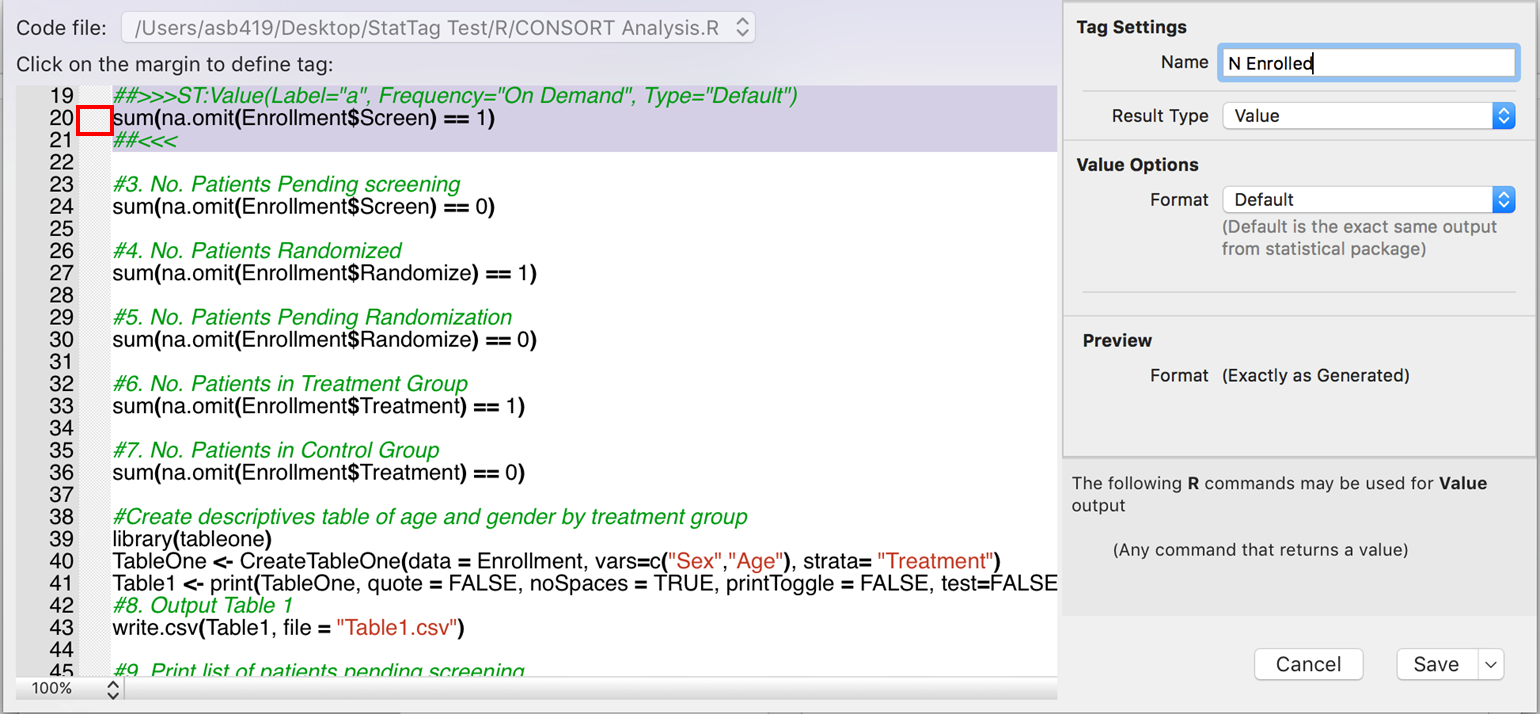 Code file: /Users/asb419/Desktop/StatTag Test/R/CONSORT Analysis.R
Click on the margin to define tag:
19 ##>>>ST:Value(Label="a", Frequency="On Demand", Type="Default")
20 sum(na.omit(Enrollment$Screen) == 1)
21 ##<<<
22
23 #3. No. Patients Pending screening
24 sum(na.omit(Enrollment$Screen) == 0)
25
26 #4. No. Patients Randomized
27 sum(na.omit(Enrollment$Randomize) == 1)
28
29 #5. No. Patients Pending Randomization
30 sum(na.omit(Enrollment$Randomize) == 0)
31
32 #6. No. Patients in Treatment Group
33 sum(na.omit(Enrollment$Treatment) == 1)
34
35 #7. No. Patients in Control Group
36 sum(na.omit(Enrollment$Treatment) == 0)
37
38 #Create descriptives table of age and gender by treatment group
39 library(tableone)
40 TableOne <- CreateTableOne(data = Enrollment, vars=c("Sex","Age"), strata= "Treatment")
41 Table1 <- print(TableOne, quote = FALSE, noSpaces = TRUE, printToggle = FALSE, test=FALSE
42 #8. Output Table 1
43 write.csv(Table1, file = "Table1.csv")
44
45 #9. Print list of patients pending screening
100%
Tag Settings
Name N Enrolled
Result Type Value
Value Options
Format Default
(Default is the exact same output
from statistical package)
Preview
Format (Exactly as Generated)
The following R commands may be used for Value
output
(Any command that returns a value)
Cancel Save